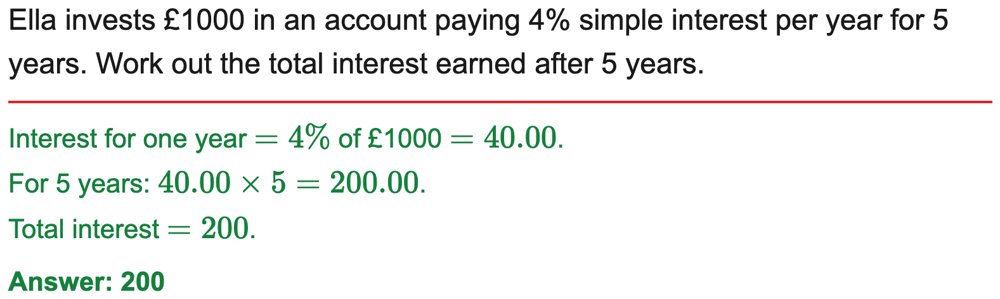 Ella invests £1000 in an account paying 4% simple interest per year for 5
years. Work out the total interest earned after 5 years.
Interest for one year = 4% of £1000 = 40.00.
For 5 years: 40.00 × 5 = 200.00.
Total interest = 200.
Answer: 200